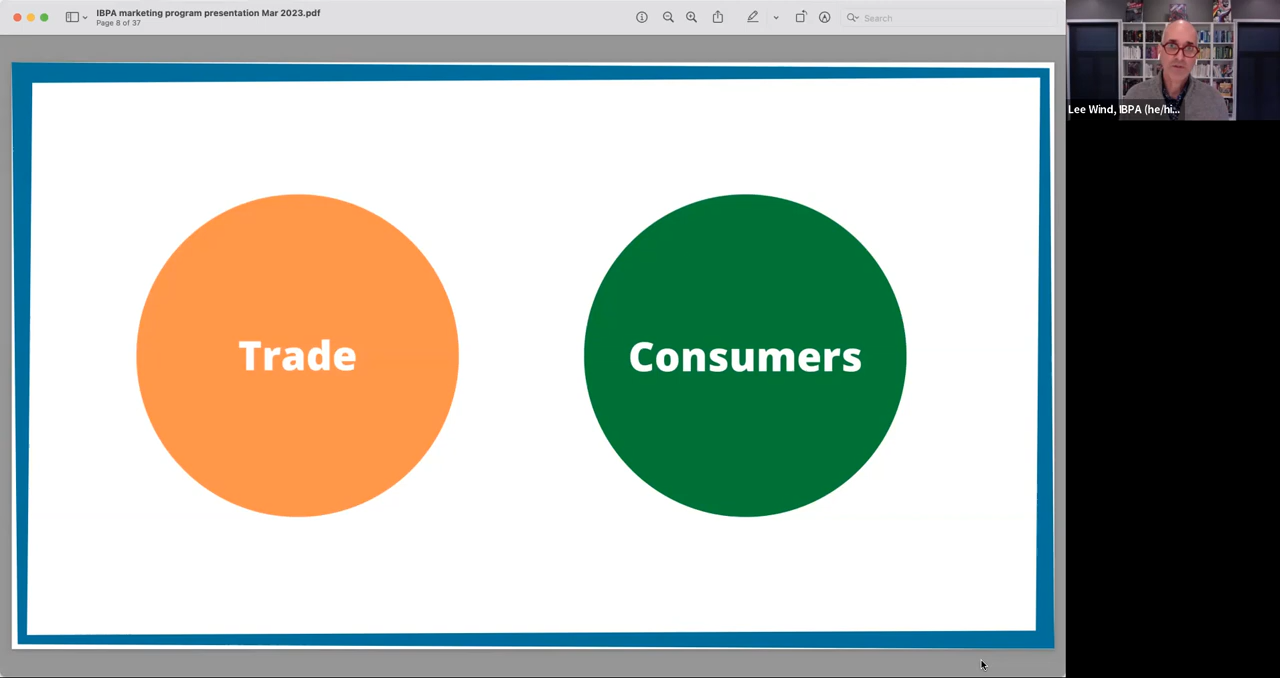 IBPA marketing program presentation Mar 2023.pdf
Page 8 of 37
Search
Lee Wind, IBPA (he/hi...
Trade
Consumers